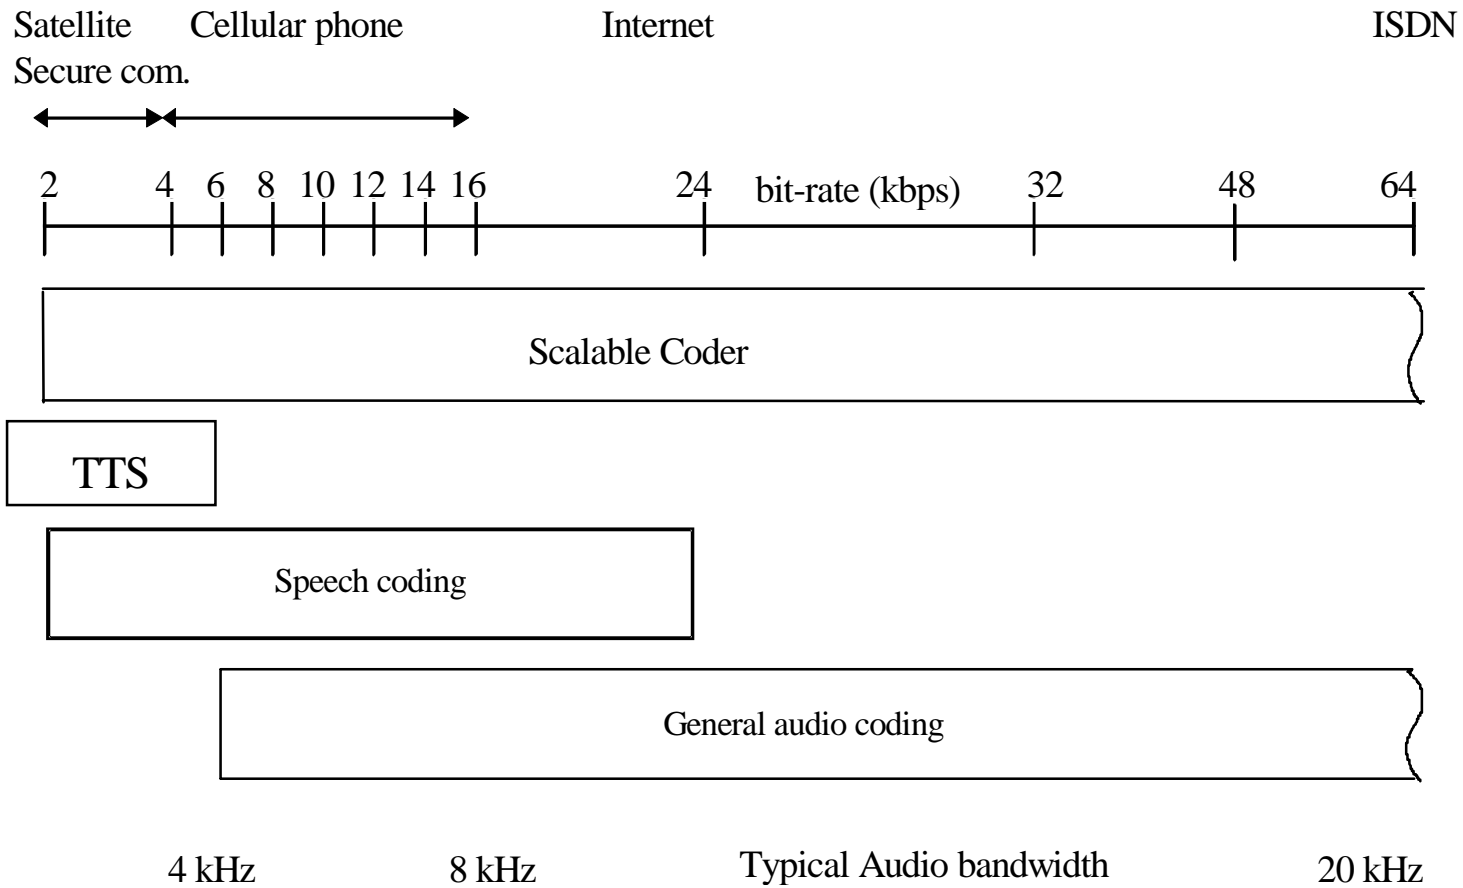 Satellite Cellular phone Internet ISDN
Secure com.
2 4 6 8 10 12 14 16 24 bit-rate (kbps) 32 48 64
Scalable Coder
TTS
Speech coding
General audio coding
4 kHz 8 kHz Typical Audio bandwidth 20 kHz